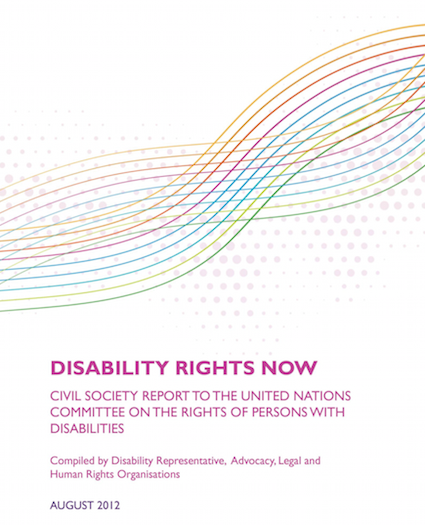 DISABILITY RIGHTS NOW
CIVIL SOCIETY REPORT TO THE UNITED NATIONS
COMMITTEE ON THE RIGHTS OF PERSONS WITH
DISABILITIES
Compiled by Disability Representative, Advocacy, Legal and
Human Rights Organisations
AUGUST 2012